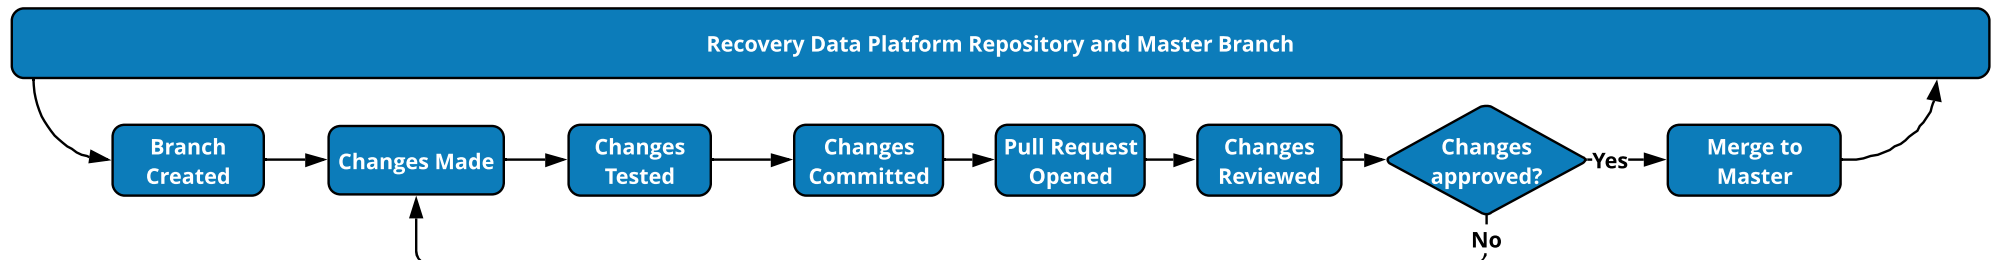 Recovery Data Platform Repository and Master Branch
Branch
Created
Changes Made
Changes
Tested
Changes
Committed
Pull Request
Opened
Changes
Reviewed
Changes
approved?
Yes
Merge to
Master
No